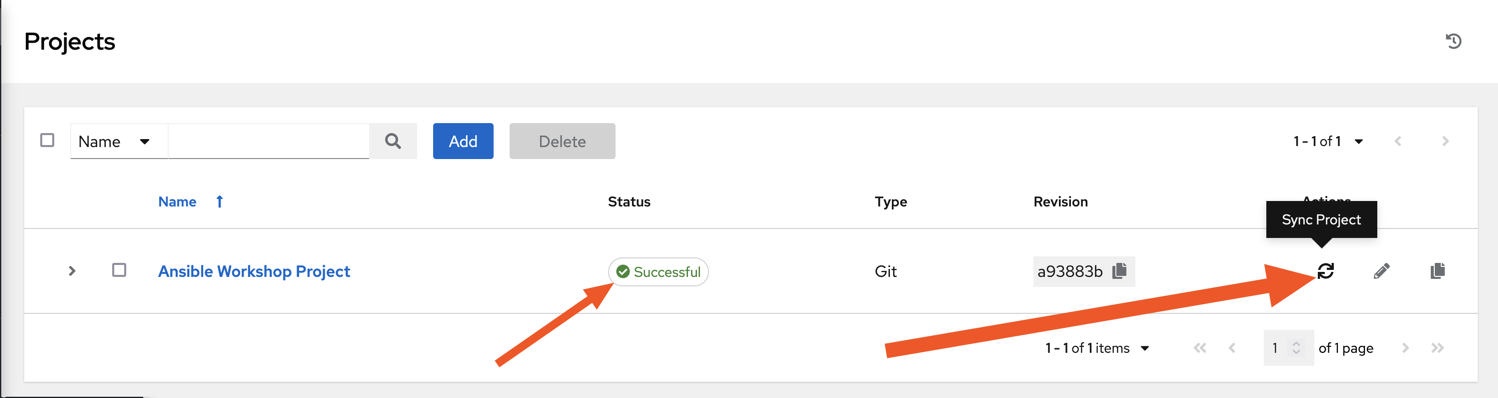 Projects
Name Add Delete 1 - 1 of 1
Name Status Type Revision Actions
Sync Project
Ansible Workshop Project Successful Git a93883b
1 - 1 of 1 items 1 of 1 page